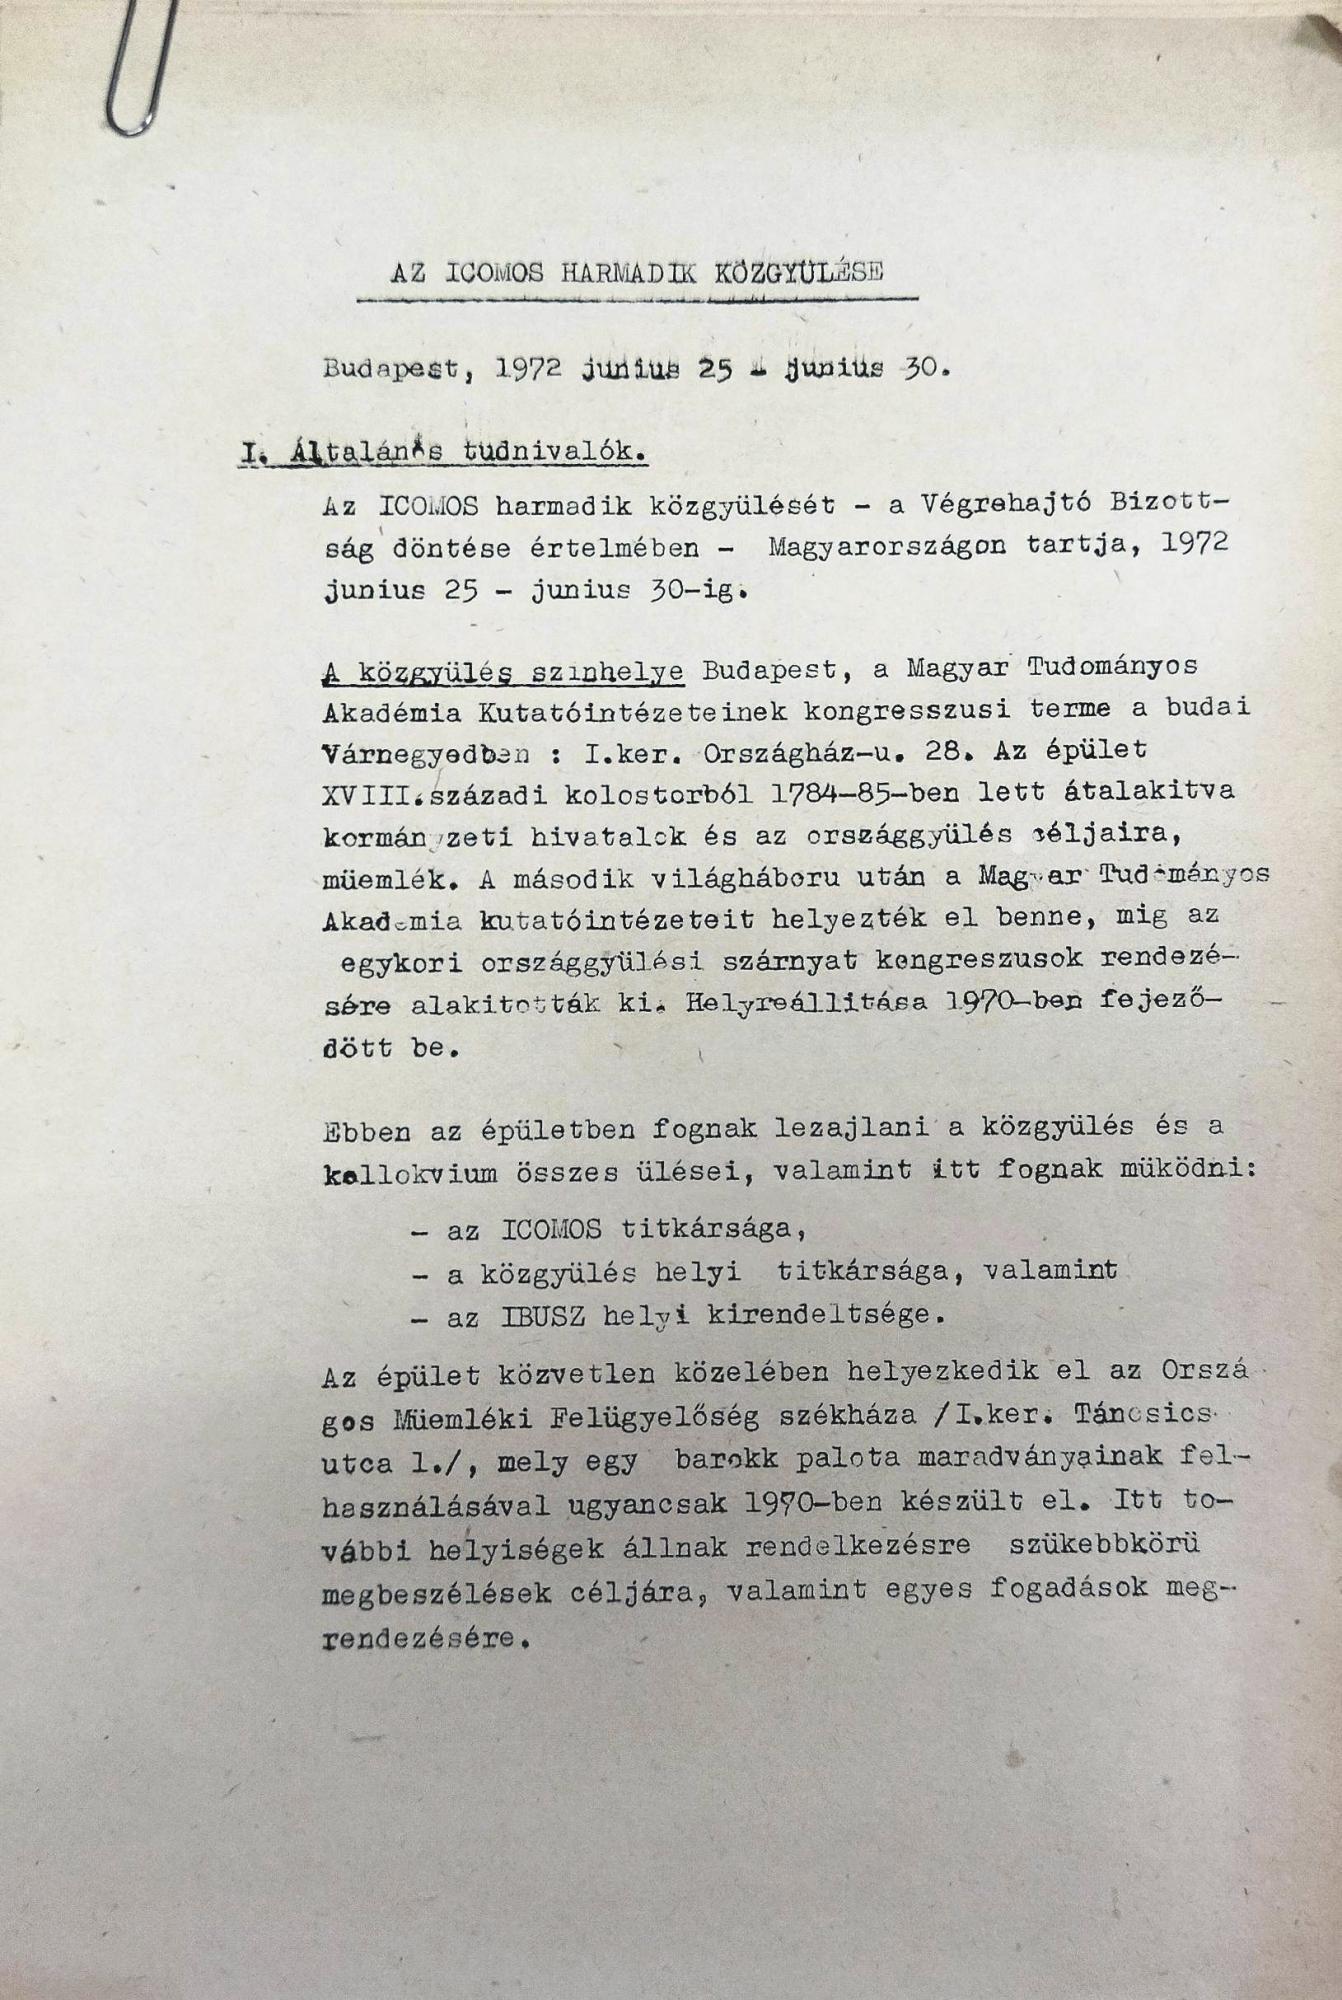 AZ ICOMOS HARMADIK KÖZGYÜLÉSE
Budapest, 1972 junius 25 - junius 30.
I. Általános tudnivalók.
Az ICOMOS harmadik közgyülését - a Végrehajtó Bizott-
ság döntése értelmében - Magyarországon tartja, 1972
junius 25 - junius 30-ig.
A közgyülés szinhelye Budapest, a Magyar Tudományos
Akadémia Kutatóintézeteinek kongresszusi terme a budai
Várnegyedben : I.ker. Országház-u. 28. Az épület
XVIII.századi kolostorból 1784-85-ben lett átalakitva
kormányzeti hivatalok és az országgyülés céljaira,
müemlék. A második világháboru után a Magyar Tudományos
Akadémia kutatóintézeteit helyezték el benne, mig az
egykori országgyülési szárnyat kongreszusok rendezé-
sére alakitották ki. Helyreállitása 1970-ben fejező-
dött be.
Ebben az épületben fognak lezajlani a közgyülés és a
kollokvium összes ülései, valamint itt fognak müködni:
- az ICOMOS titkársága,
- a közgyülés helyi titkársága, valamint
- az IBUSZ helyi kirendeltsége.
Az épület közvetlen közelében helyezkedik el az Orszá
gos Müemléki Felügyelőség székháza /I.ker. Táncsics
utca 1./, mely egy barokk palota maradványainak fel-
használásával ugyancsak 1970-ben készült el. Itt to-
vábbi helyiségek állnak rendelkezésre szükebbkörü
megbeszélések céljára, valamint egyes fogadások meg-
rendezésére.